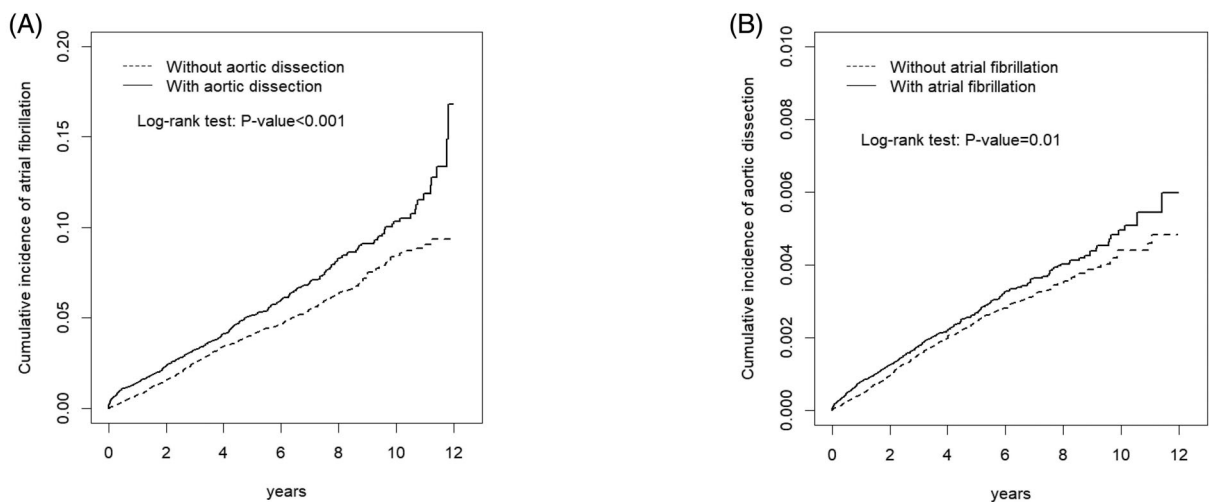 (A)
Cumulative incidence of atrial fibrillation
0.20
0.15
0.10
0.05
0.00
Without aortic dissection
With aortic dissection
Log-rank test: P-value<0.001
0 2 4 6 8 10 12
years
(B)
Cumulative incidence of aortic dissection
0.010
0.008
0.006
0.004
0.002
0.000
Without atrial fibrillation
With atrial fibrillation
Log-rank test: P-value=0.01
0 2 4 6 8 10 12
years